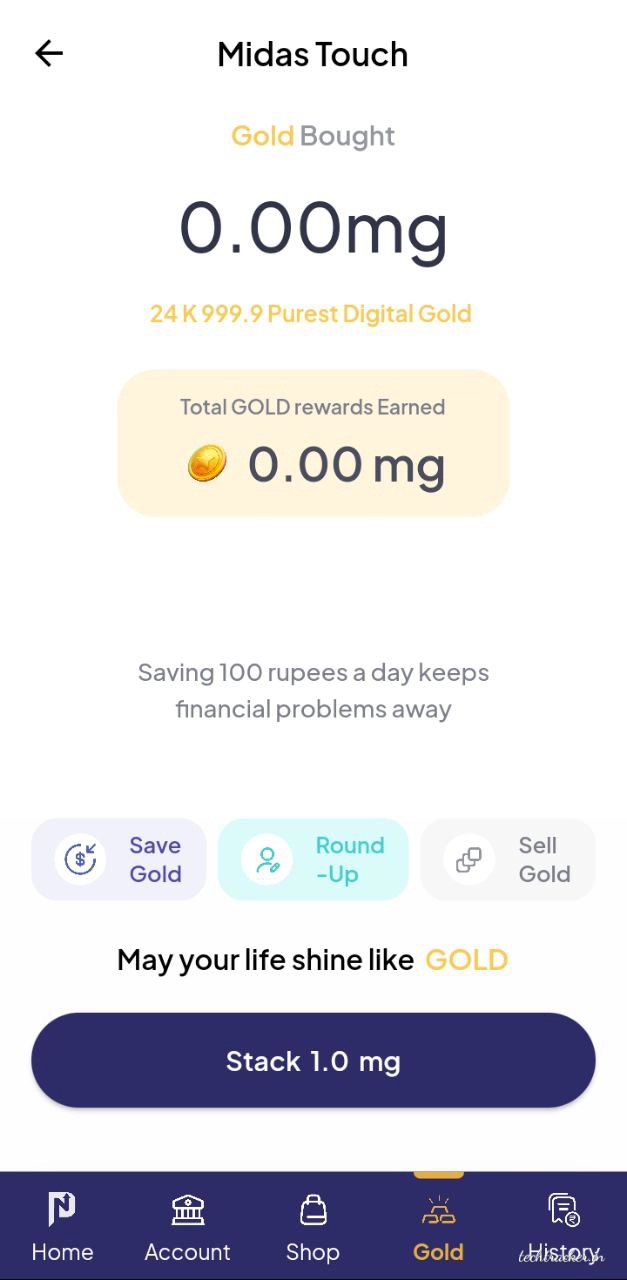 Midas Touch
Gold Bought
0.00mg
24 K 999.9 Purest Digital Gold
Total GOLD rewards Earned
0.00 mg
Saving 100 rupees a day keeps
financial problems away
Save
Gold
Round
-Up
Sell
Gold
May your life shine like GOLD
Stack 1.0 mg
Home Account Shop Gold History